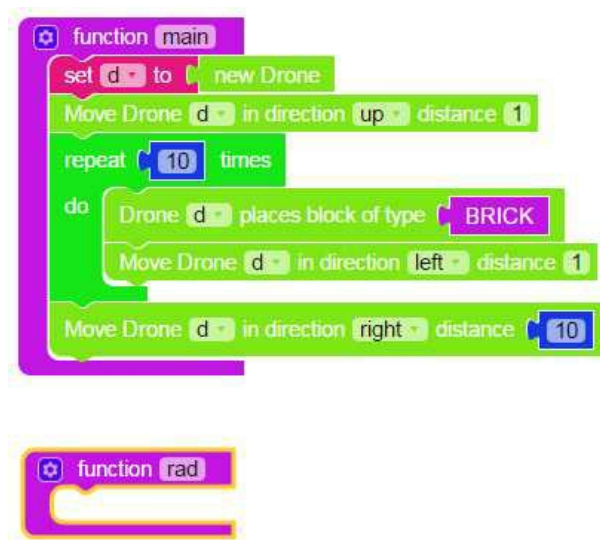 function main
set d to new Drone
Move Drone d in direction up distance 1
repeat 10 times
do
Drone d places block of type BRICK
Move Drone d in direction left distance 1
Move Drone d in direction right distance 10
function rad